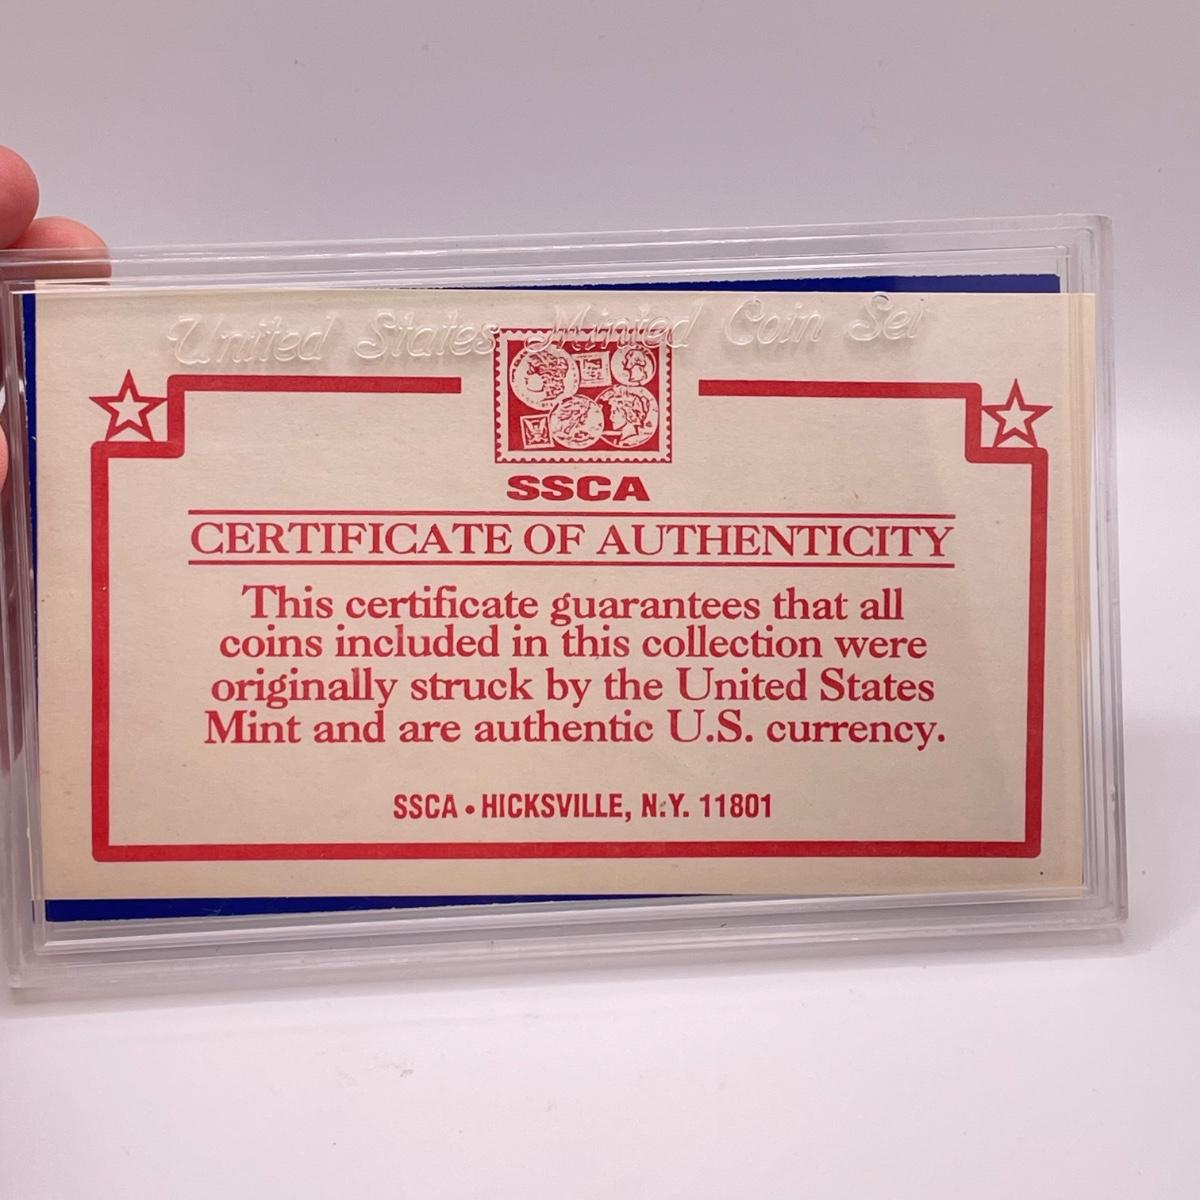 United States Minted Coin Set
SSCA
CERTIFICATE OF AUTHENTICITY
This certificate guarantees that all
coins included in this collection were
originally struck by the United States
Mint and are authentic U.S. currency.
SSCA • HICKSVILLE, N.Y. 11801